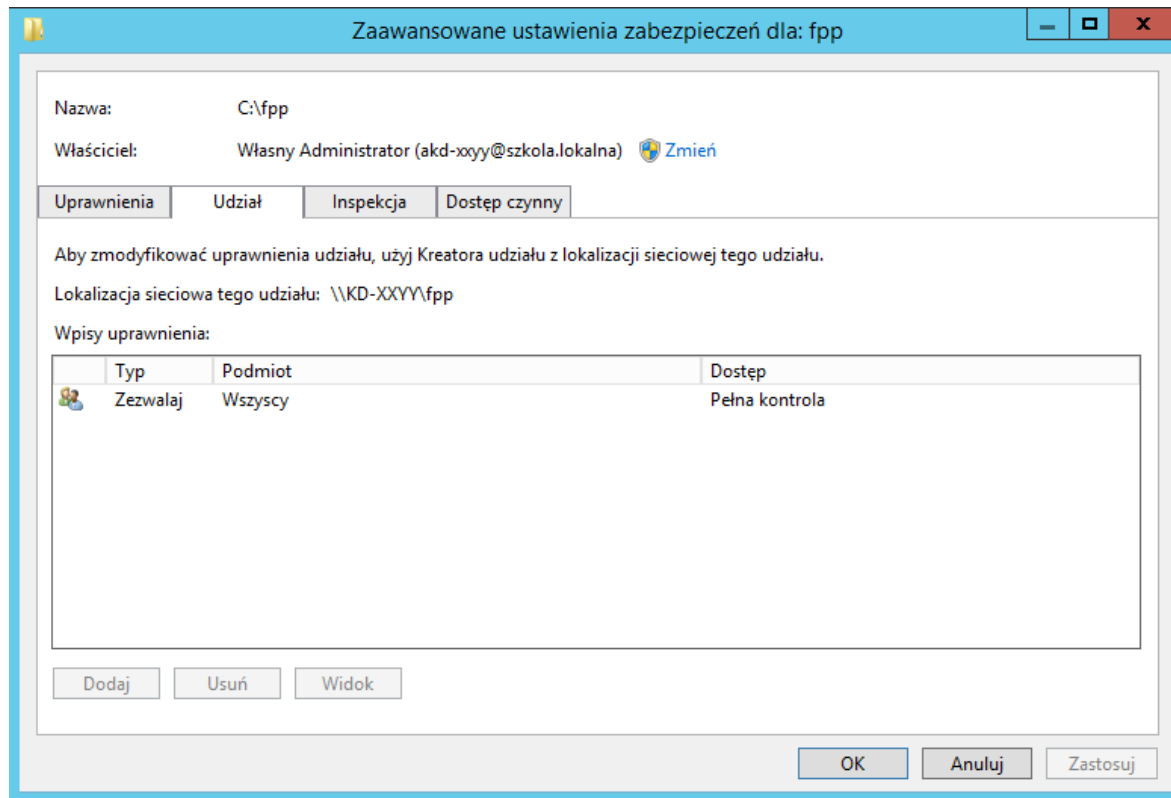 Zaawansowane ustawienia zabezpieczeń dla: fpp
Nazwa: C:\fpp
Właściciel: Własny Administrator (akd-xxyy@szkola.lokalna) Zmień
Uprawnienia Udział Inspekcja Dostęp czynny
Aby zmodyfikować uprawnienia udziału, użyj Kreatora udziału z lokalizacji sieciowej tego udziału.
Lokalizacja sieciowa tego udziału: \\KD-XXYY\fpp
Wpisy uprawnienia:
Typ Podmiot Dostęp
Zezwalaj Wszyscy Pełna kontrola
Dodaj Usuń Widok
OK Anuluj Zastosuj